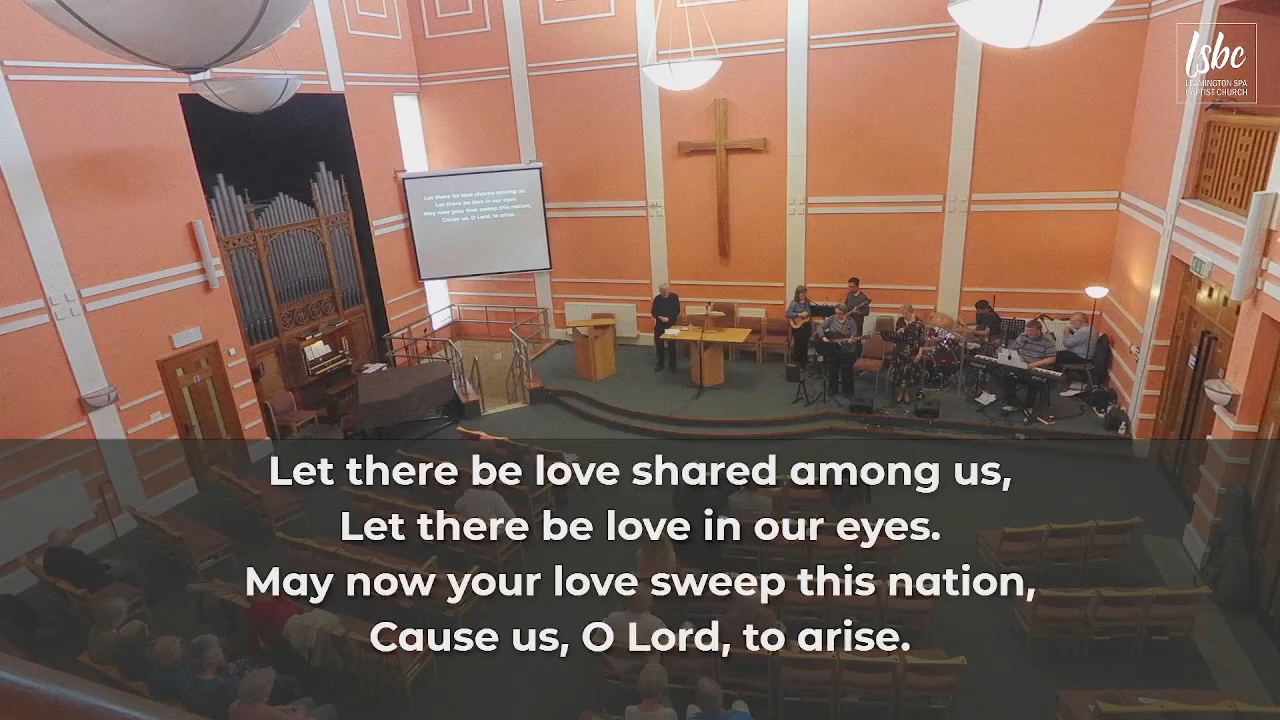 lsbc
LEAMINGTON SPA
BAPTIST CHURCH
Let there be love shared among us,
Let there be love in our eyes.
May now your love sweep this nation,
Cause us, O Lord, to arise.
Let there be love shared among us,
Let there be love in our eyes.
May now your love sweep this nation,
Cause us, O Lord, to arise.